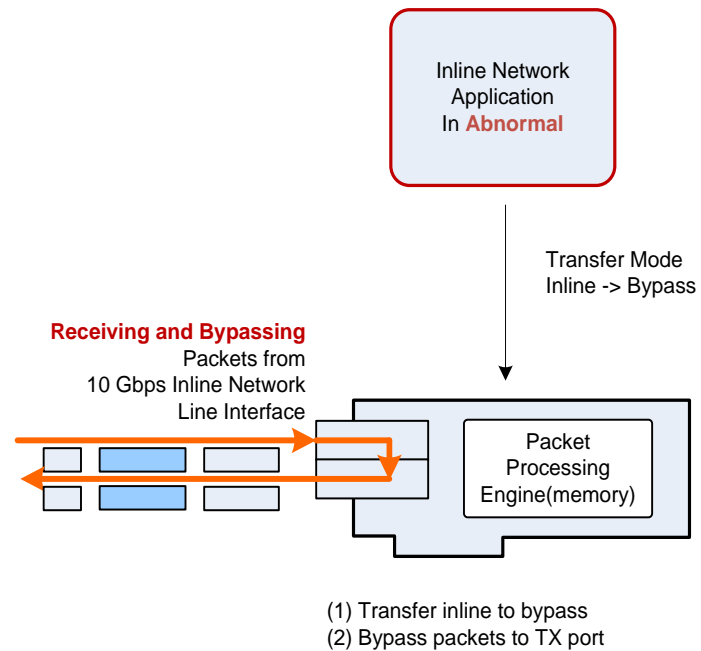 Inline Network
Application
In Abnormal
Transfer Mode
Inline -> Bypass
Receiving and Bypassing
Packets from
10 Gbps Inline Network
Line Interface
Packet
Processing
Engine(memory)
(1) Transfer inline to bypass
(2) Bypass packets to TX port